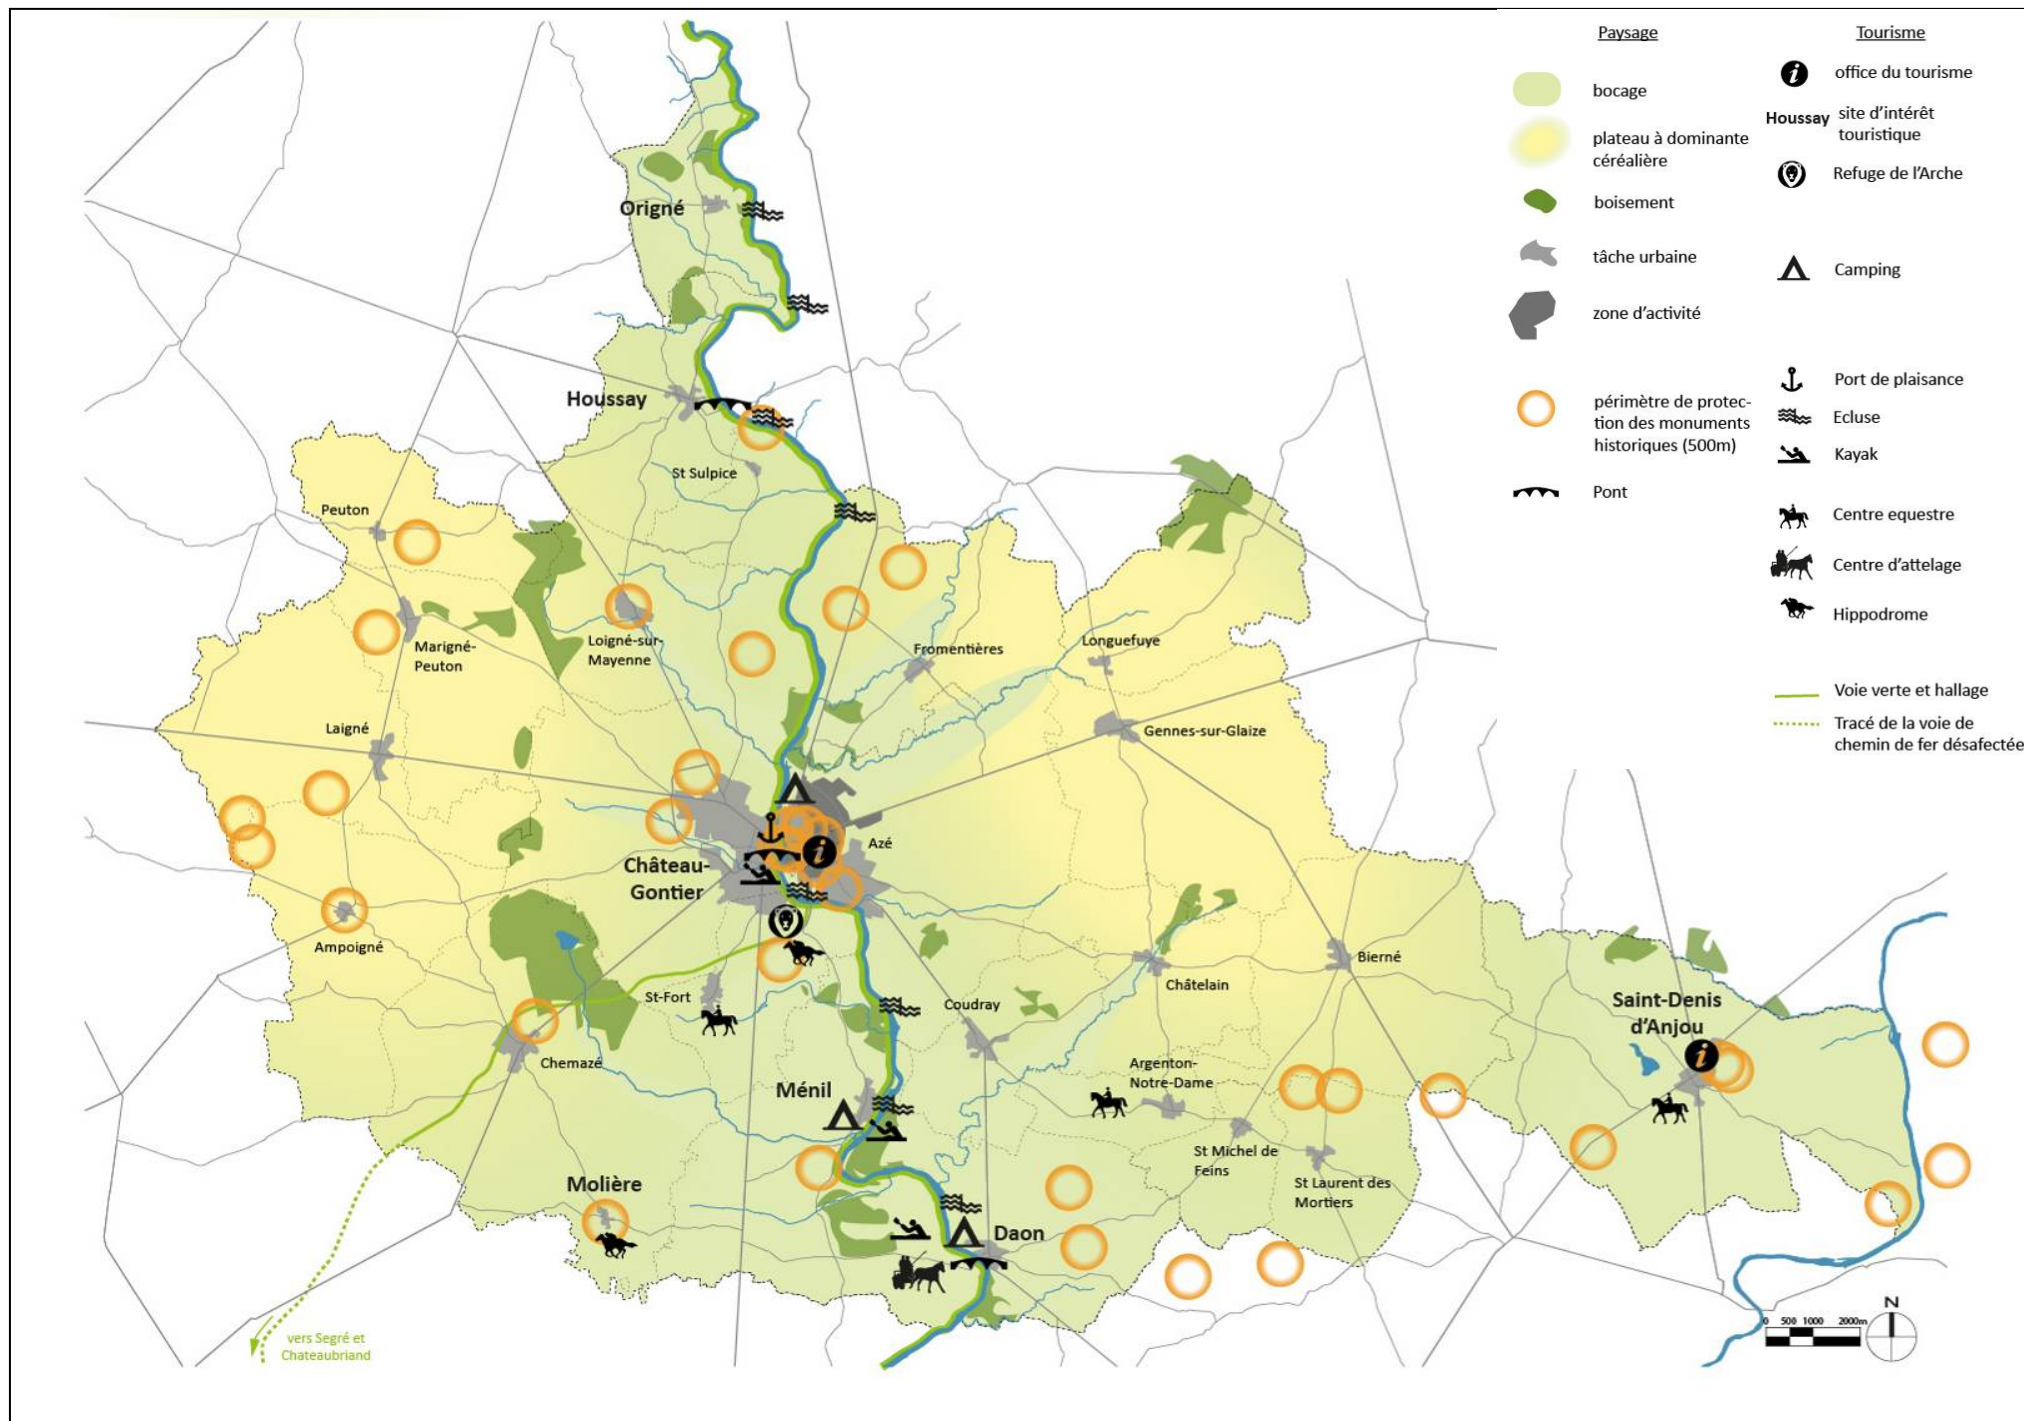 Paysage
bocage
plateau à dominante
céréalière
boisement
tâche urbaine
zone d'activité
périmètre de protec-
tion des monuments
historiques (500m)
Pont
Tourisme
office du tourisme
Houssay site d'intérêt
touristique
Refuge de l'Arche
Camping
Port de plaisance
Ecluse
Kayak
Centre equestre
Centre d'attelage
Hippodrome
Voie verte et hallage
Tracé de la voie de
chemin de fer désafectée
Origné
Houssay
St Sulpice
Peuton
Marigné-
Peuton
Loigné-sur-
Mayenne
Fromentières
Longuefuye
Laigné
Gennes-sur-Glaize
Azé
Château-
Gontier
Ampoigné
St-Fort
Coudray
Châtelain
Bierné
Saint-Denis
d'Anjou
Chemazé
Ménil
Argenton-
Notre-Dame
St Michel de
Feins
St Laurent des
Mortiers
Molière
Daon
vers Segré et
Chateaubriand
N
0 500 1000 2000m